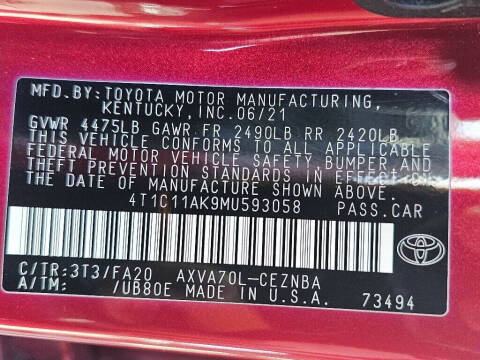 MFD.BY:TOYOTA MOTOR MANUFACTURING,
KENTUCKY, INC.06/21
GVWR 4475LB GAWR FR 2490LB RR 2420LB
THIS VEHICLE CONFORMS TO ALL APPLICABLE
FEDERAL MOTOR VEHICLE SAFETY, BUMPER, AND
THEFT PREVENTION STANDARDS IN EFFECT ON
THE DATE OF MANUFACTURE SHOWN ABOVE.
4T1C11AK9MU593058 PASS.CAR
C/TR:3T3/FA20 AXVA70L-CEZNBA
A/TM: /UB80E MADE IN U.S.A. 73494
TOYOTA